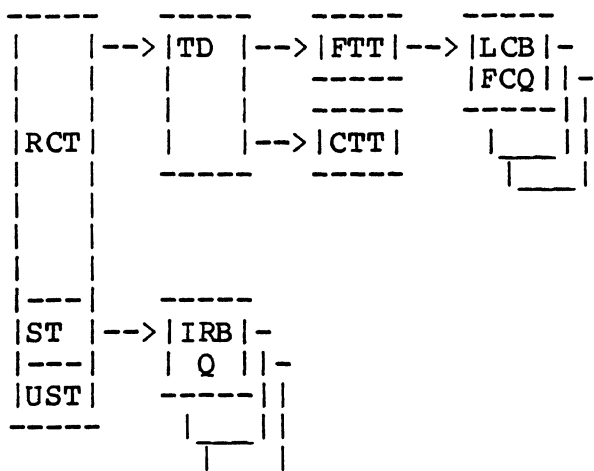 TD FTT LCB
FCQ
RCT CTT
ST IRB
Q
UST